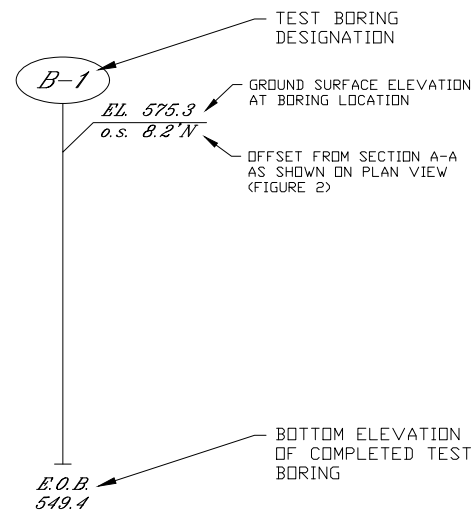 TEST BORING
DESIGNATION
B-1
EL. 575.3
o.s. 8.2'N
GROUND SURFACE ELEVATION
AT BORING LOCATION
OFFSET FROM SECTION A-A
AS SHOWN ON PLAN VIEW
(FIGURE 2)
BOTTOM ELEVATION
OF COMPLETED TEST
BORING
E.O.B.
549.4